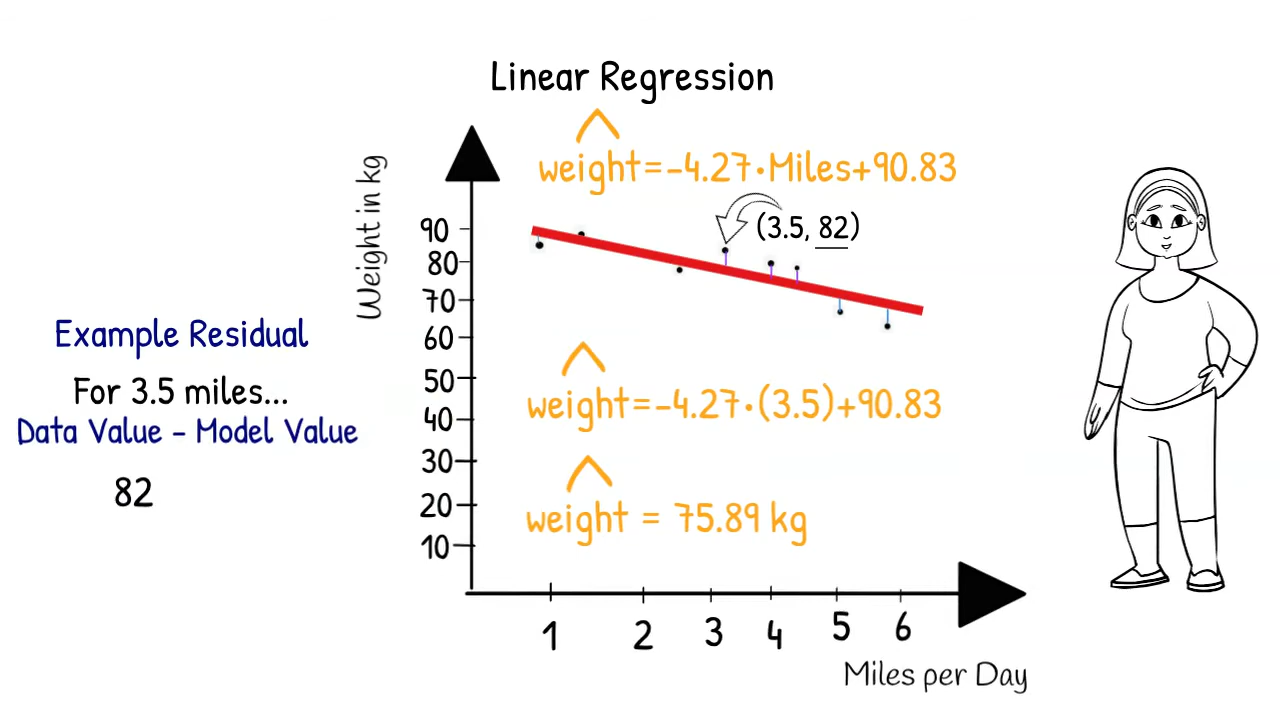 Linear Regression
weight=-4.27·Miles+90.83
Weight in kg
(3.5, 82)
90
80
70
60
50
40
30
20
10
Example Residual
For 3.5 miles...
Data Value - Model Value
82
weight=-4.27·(3.5)+90.83
weight = 75.89 kg
1 2 3 4 5 6
Miles per Day